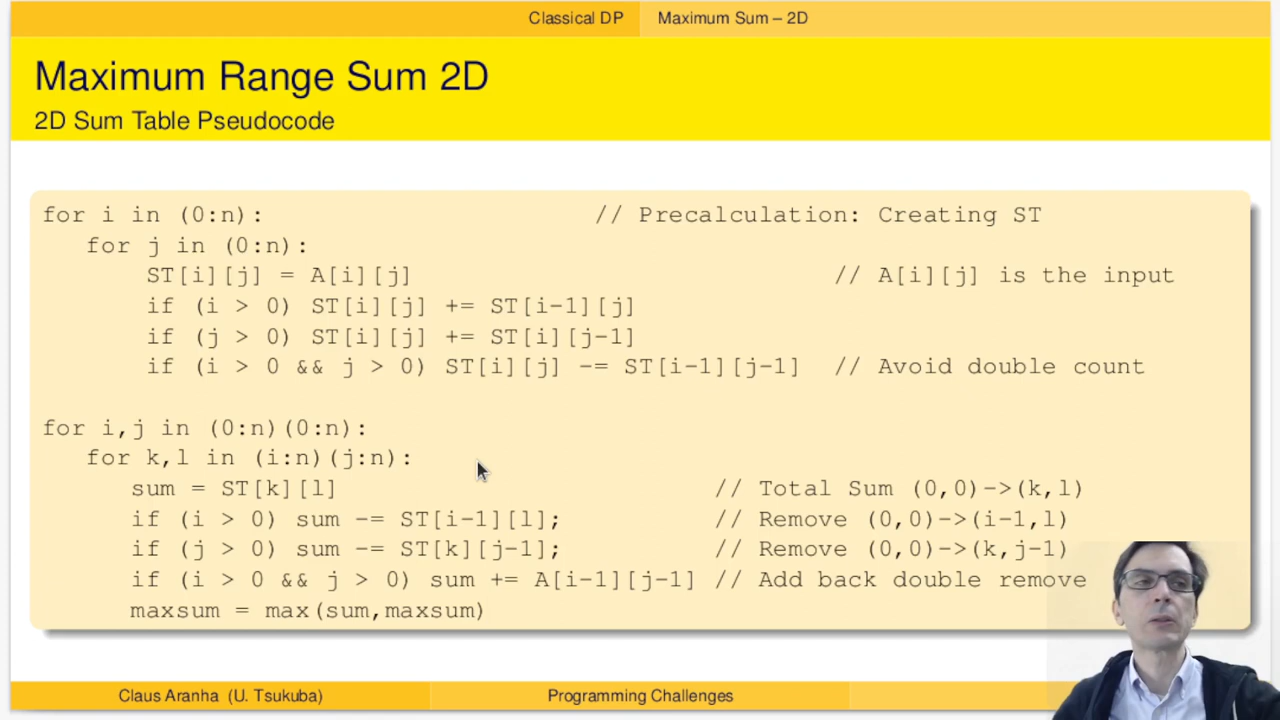 Classical DP Maximum Sum – 2D
Maximum Range Sum 2D
2D Sum Table Pseudocode
for i in (0:n): // Precalculation: Creating ST
for j in (0:n):
ST[i][j] = A[i][j] // A[i][j] is the input
if (i > 0) ST[i][j] += ST[i-1][j]
if (j > 0) ST[i][j] += ST[i][j-1]
if (i > 0 && j > 0) ST[i][j] -= ST[i-1][j-1] // Avoid double count
for i,j in (0:n)(0:n):
for k,l in (i:n)(j:n):
sum = ST[k][l] // Total Sum (0,0)->(k,l)
if (i > 0) sum -= ST[i-1][l]; // Remove (0,0)->(i-1,l)
if (j > 0) sum -= ST[k][j-1]; // Remove (0,0)->(k,j-1)
if (i > 0 && j > 0) sum += A[i-1][j-1] // Add back double remove
maxsum = max(sum,maxsum)
Claus Aranha (U. Tsukuba) Programming Challenges